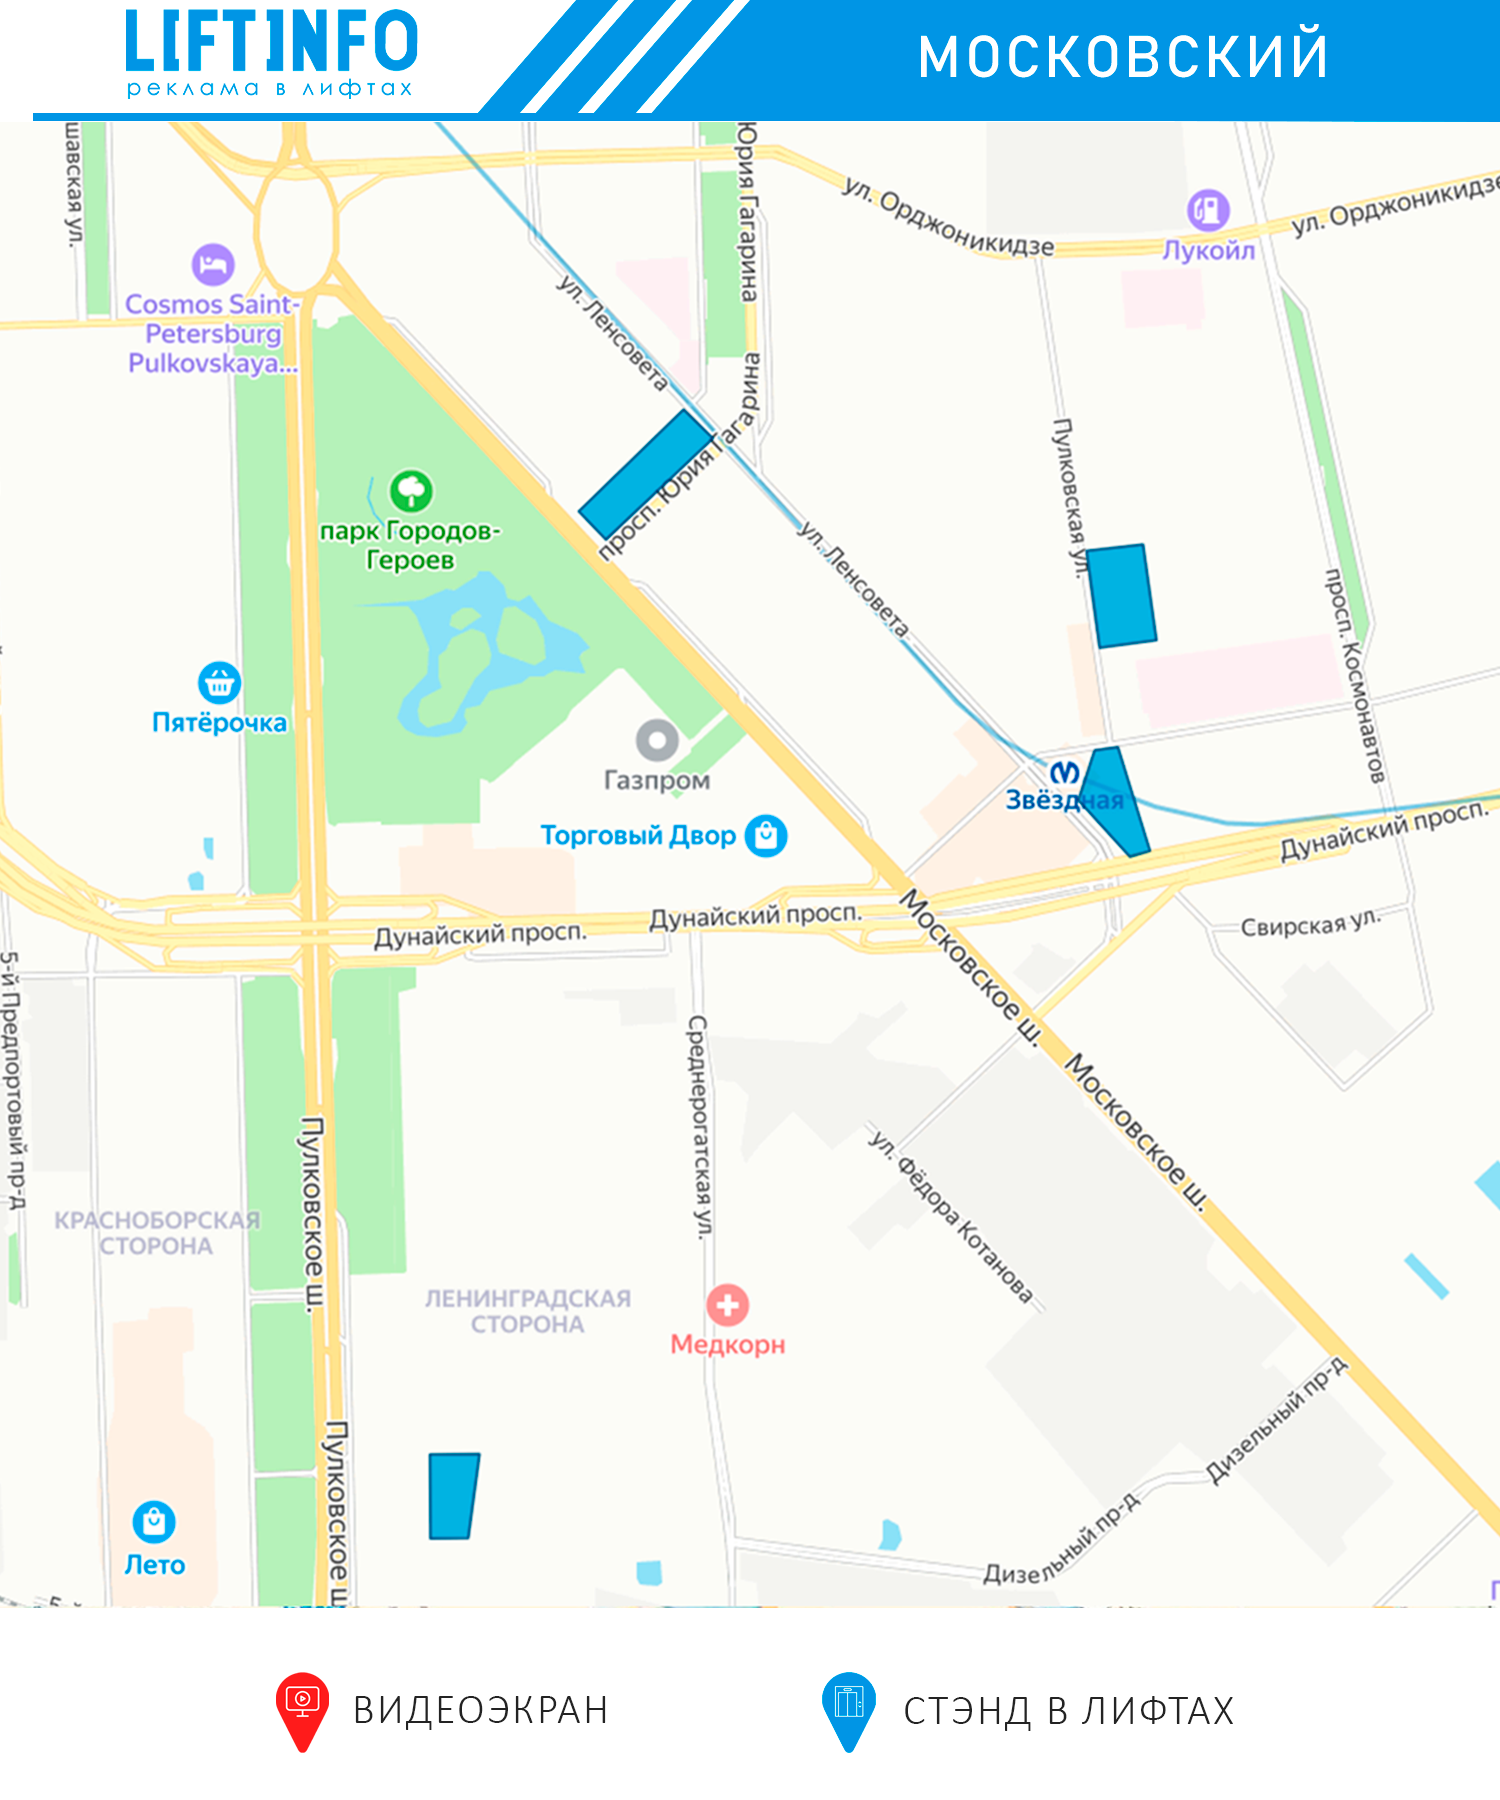 LIFTINFO
реклама в лифтах
МОСКОВСКИЙ
шавская ул.
Юрия Гагарина
ул. Орджоникидзе
ул. Орджоникидзе
Лукойл
Cosmos Saint-
Petersburg
Pulkovskaya...
ул. Ленсовета
просп. Юрия Гагарина
Пулковская ул.
парк Городов-
Героев
ул. Ленсовета
просп. Космонавтов
Пятёрочка
Газпром
Звёздная
Торговый Двор
Дунайский просп.
Дунайский просп.
Дунайский просп.
Московское ш.
Свирская ул.
5-й Предпортовый пр-д
Среднерогатская ул.
Московское ш.
Пулковское ш.
ул. Фёдора Котанова
КРАСНОБОРСКАЯ
СТОРОНА
ЛЕНИНГРАДСКАЯ
СТОРОНА
Медкорн
Дизельный пр-д
Пулковское ш
Дизельный пр-д
Лето
ВИДЕОЭКРАН
СТЭНД В ЛИФТАХ